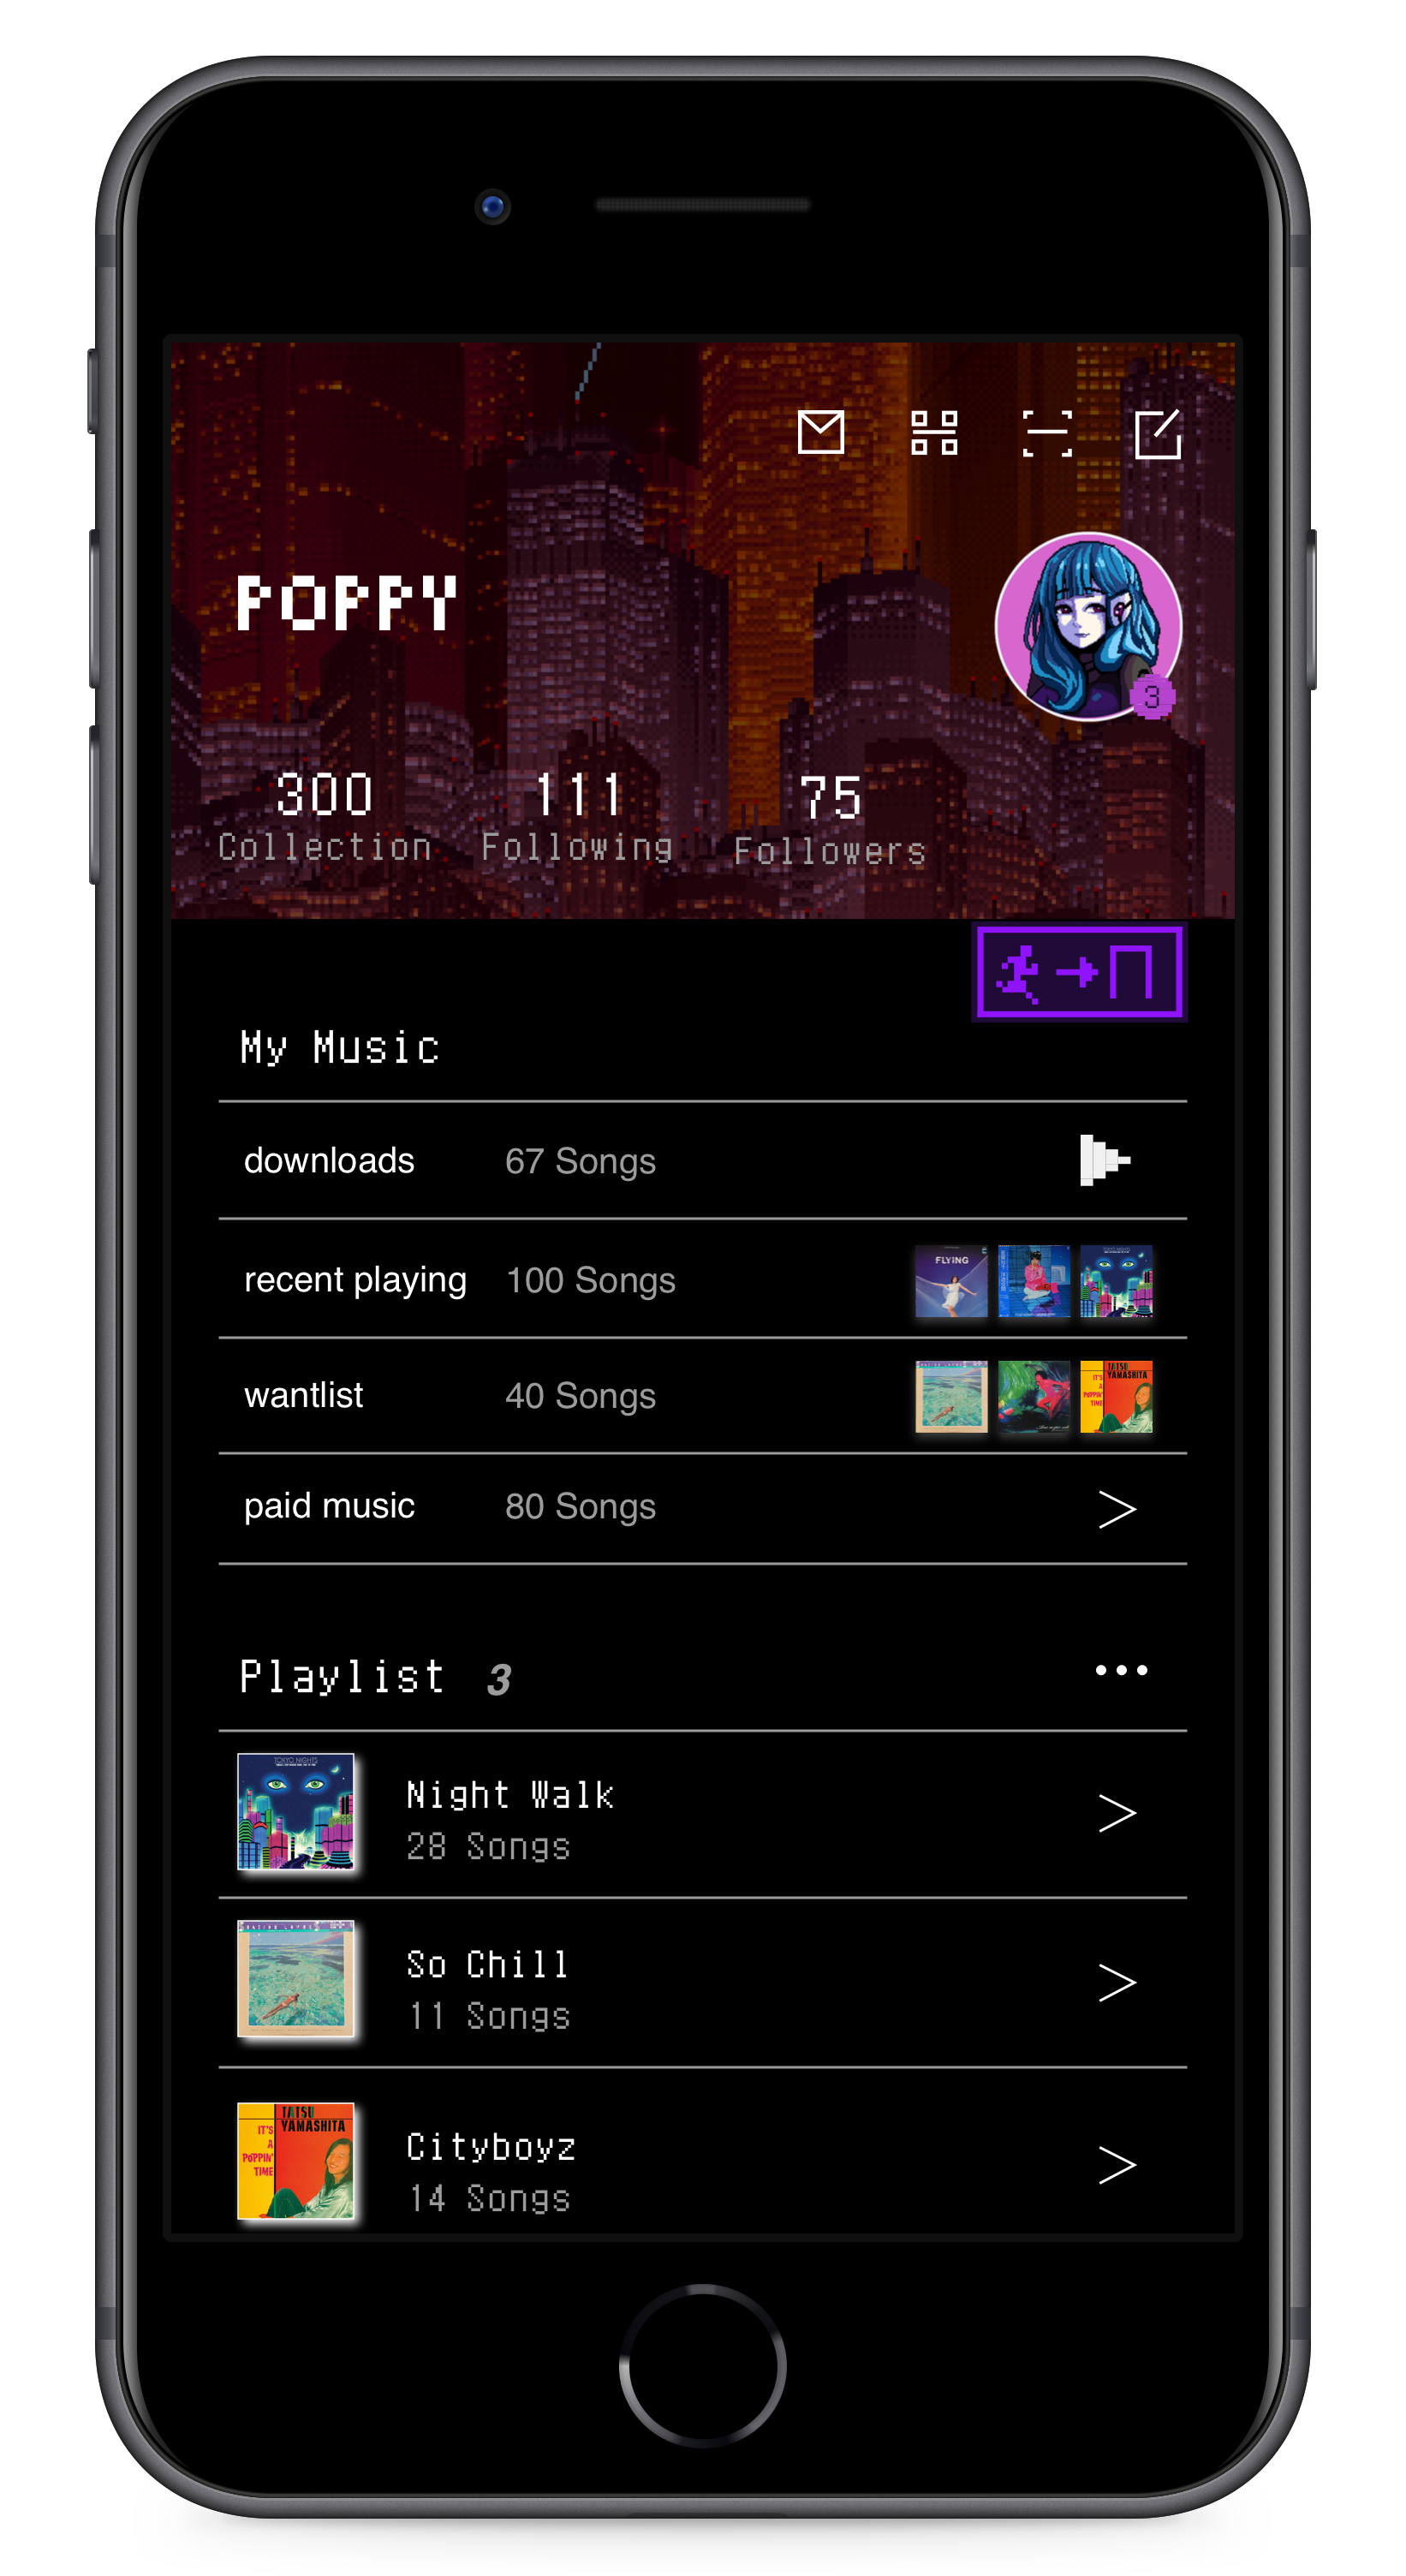 POPPY
3
300 111 75
Collection Following Followers
My Music
downloads 67 Songs
recent playing 100 Songs
FLYING
wantlist 40 Songs
TATSU
YAMASHITA
IT'S
A
POPPIN'
TIME
paid music 80 Songs
>
Playlist 3
TOKYO NIGHTS
Night Walk
28 Songs
>
So Chill
11 Songs
>
TATSU
YAMASHITA
IT'S
A
POPPIN'
TIME
Cityboyz
14 Songs
>